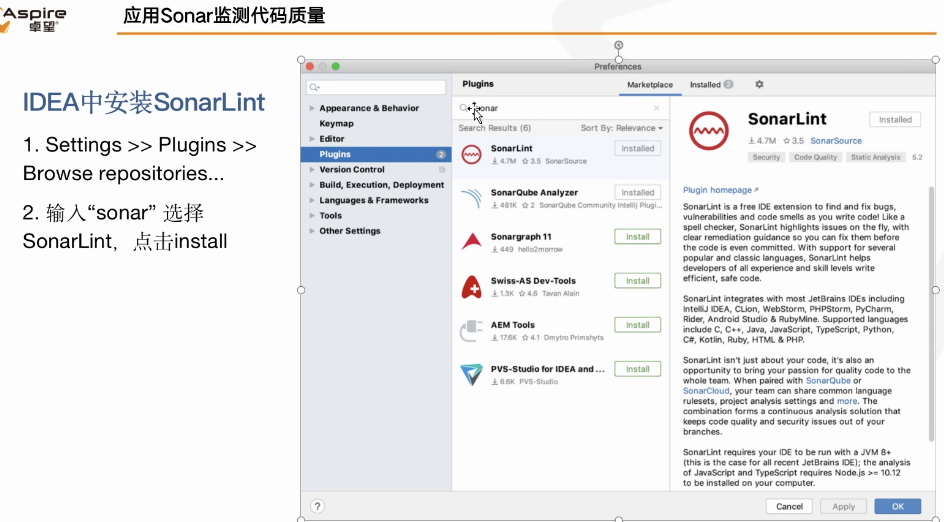 Aspire
卓望
应用Sonar监测代码质量
IDEA中安装SonarLint
1. Settings >> Plugins >>
Browse repositories...
2. 输入“sonar” 选择
SonarLint，点击install
Preferences
Appearance & Behavior
Keymap
Editor
Plugins 2
Version Control
Build, Execution, Deployment
Languages & Frameworks
Tools
Other Settings
Plugins
Marketplace
Installed 2
sonar
Search Results (6) Sort By: Relevance
SonarLint Installed
4.7M 3.5 SonarSource
SonarQube Analyzer Installed
481K 2 SonarQube Community Intellij Plugi...
Sonargraph 11 Install
449 hello2morrow
Swiss-AS Dev-Tools Install
1.3K 4.6 Tavan Alain
AEM Tools Install
17.6K 4.1 Dmytro Primshyts
PVS-Studio for IDEA and ... Install
6.6K PVS-Studio
SonarLint Installed
4.7M 3.5 SonarSource
Security Code Quality Static Analysis 5.2
Plugin homepage
SonarLint is a free IDE extension to find and fix bugs,
vulnerabilities and code smells as you write code! Like a
spell checker, SonarLint highlights issues on the fly, with
clear remediation guidance so you can fix them before
the code is even committed. With support for several
popular and classic languages, SonarLint helps
developers of all experience and skill levels write
efficient, safe code.
SonarLint integrates with most JetBrains IDEs including
IntelliJ IDEA, CLion, WebStorm, PHPStorm, PyCharm,
Rider, Android Studio & RubyMine. Supported languages
include C, C++, Java, JavaScript, TypeScript, Python,
C#, Kotlin, Ruby, HTML & PHP.
SonarLint isn't just about your code, it's also an
opportunity to bring your passion for quality code to the
whole team. When paired with SonarQube or
SonarCloud, your team can share common language
rulesets, project analysis settings and more. The
combination forms a continuous analysis solution that
keeps code quality and security issues out of your
branches.
SonarLint requires your IDE to be run with a JVM 8+
(this is the case for all recent JetBrains IDE); the analysis
of JavaScript and TypeScript requires Node.js >= 10.12
to be installed on your computer.
?
Cancel
Apply
OK